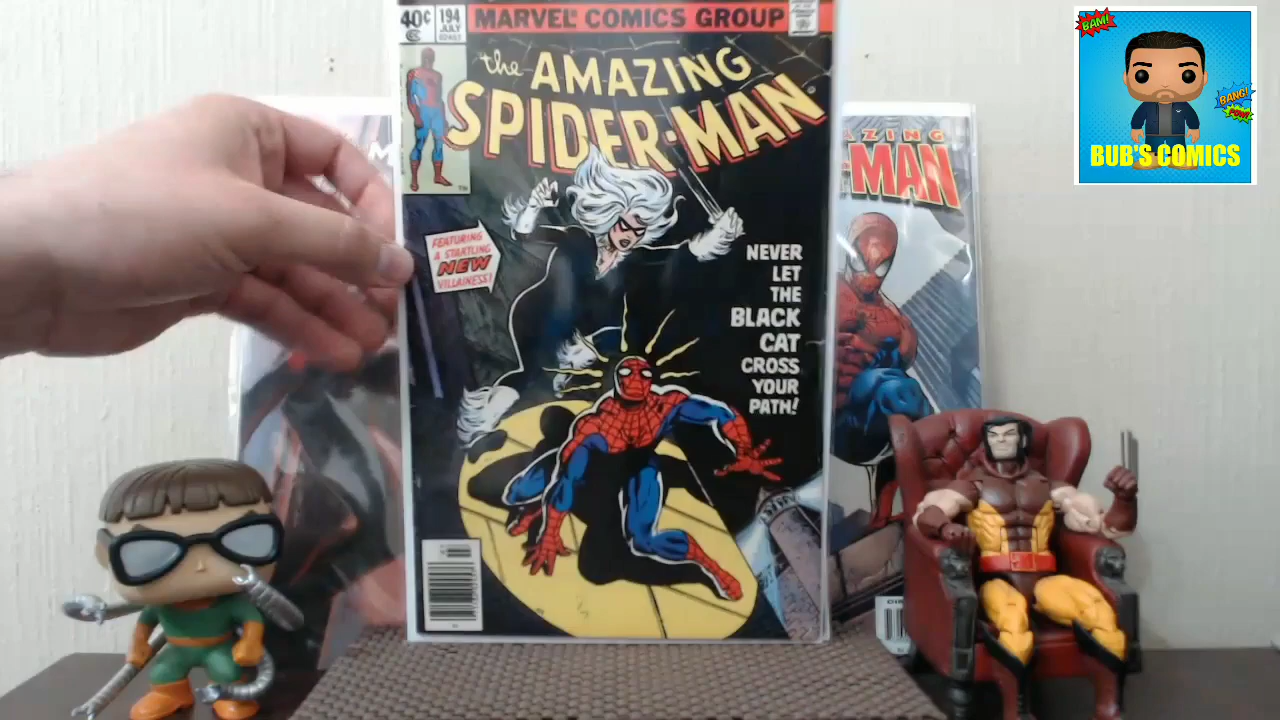 40¢
194
JULY
MARVEL® COMICS GROUP
the AMAZING
SPIDER-MAN
FEATURING
A STARTLING
NEW
VILLAINESS!
NEVER
LET
THE
BLACK
CAT
CROSS
YOUR
PATH!
AZING
MAN
BAM!
BANG!
POW!
BUB'S COMICS